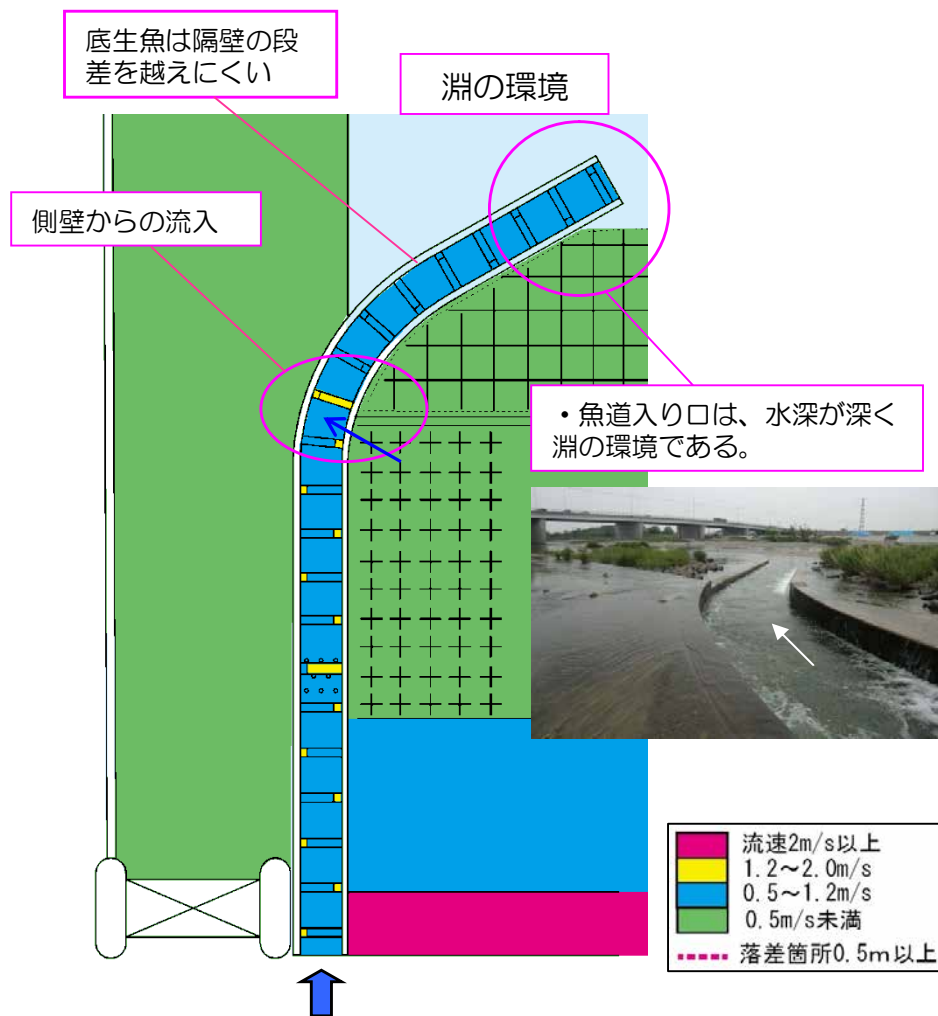 底生魚は隔壁の段
差を越えにくい
淵の環境
側壁からの流入
・魚道入り口は、水深が深く
淵の環境である。
流速2m/s以上
1.2～2.0m/s
0.5～1.2m/s
0.5m/s未満
落差箇所0.5m以上